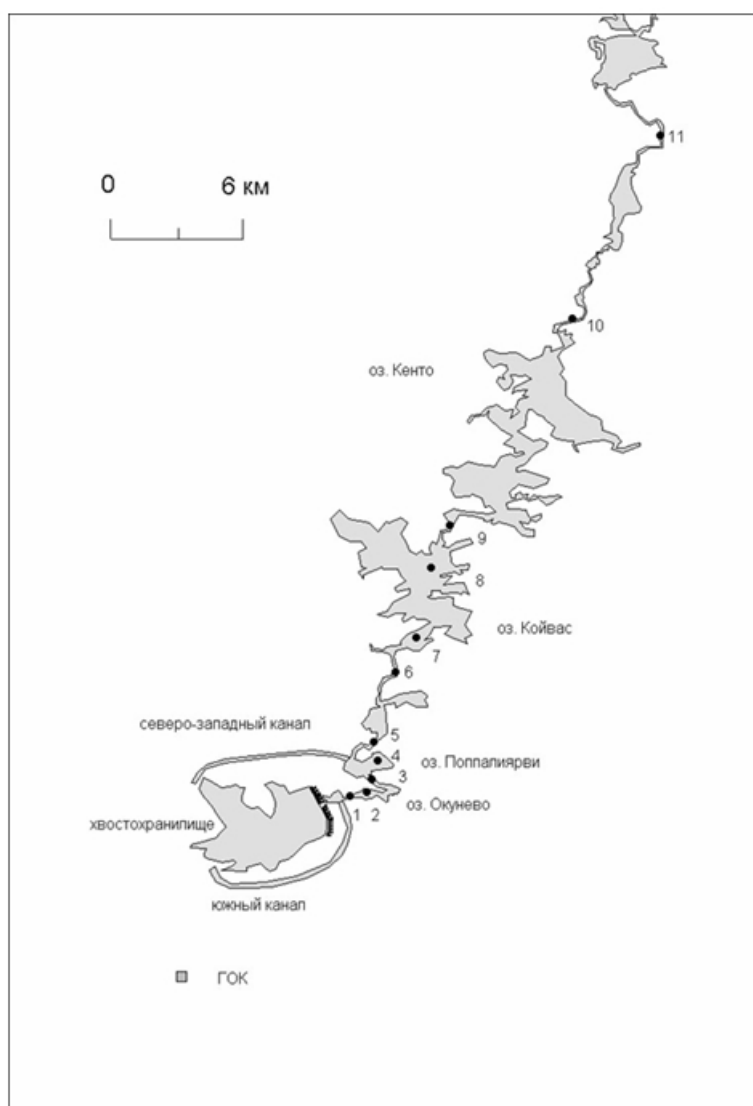 11
0 6 км
10
оз. Кенто
9
8
оз. Койвас
7
6
северо-западный канал
5
4
оз. Поппалиярви
3
1 2
оз. Окунево
хвостохранилище
южный канал
ГОК